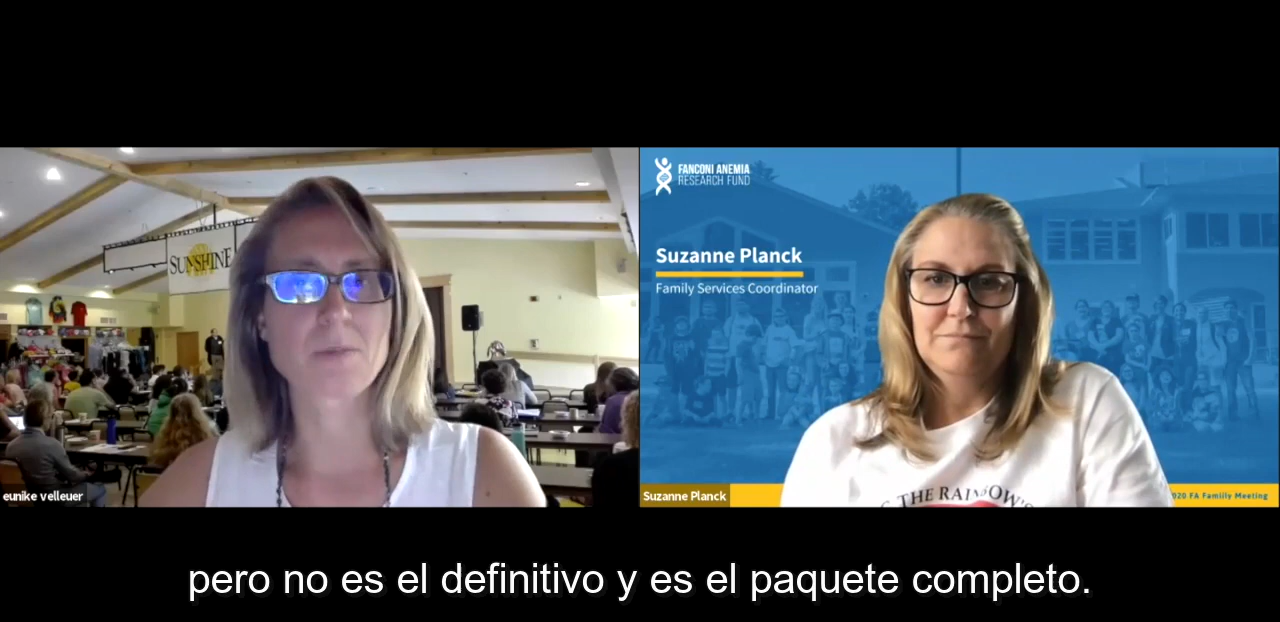 SUNSHINE
eunike velleuer
FANCONI ANEMIA
RESEARCH FUND
Suzanne Planck
Family Services Coordinator
Suzanne Planck
THE RAINBOW'S
2020 FA Family Meeting
pero no es el definitivo y es el paquete completo.